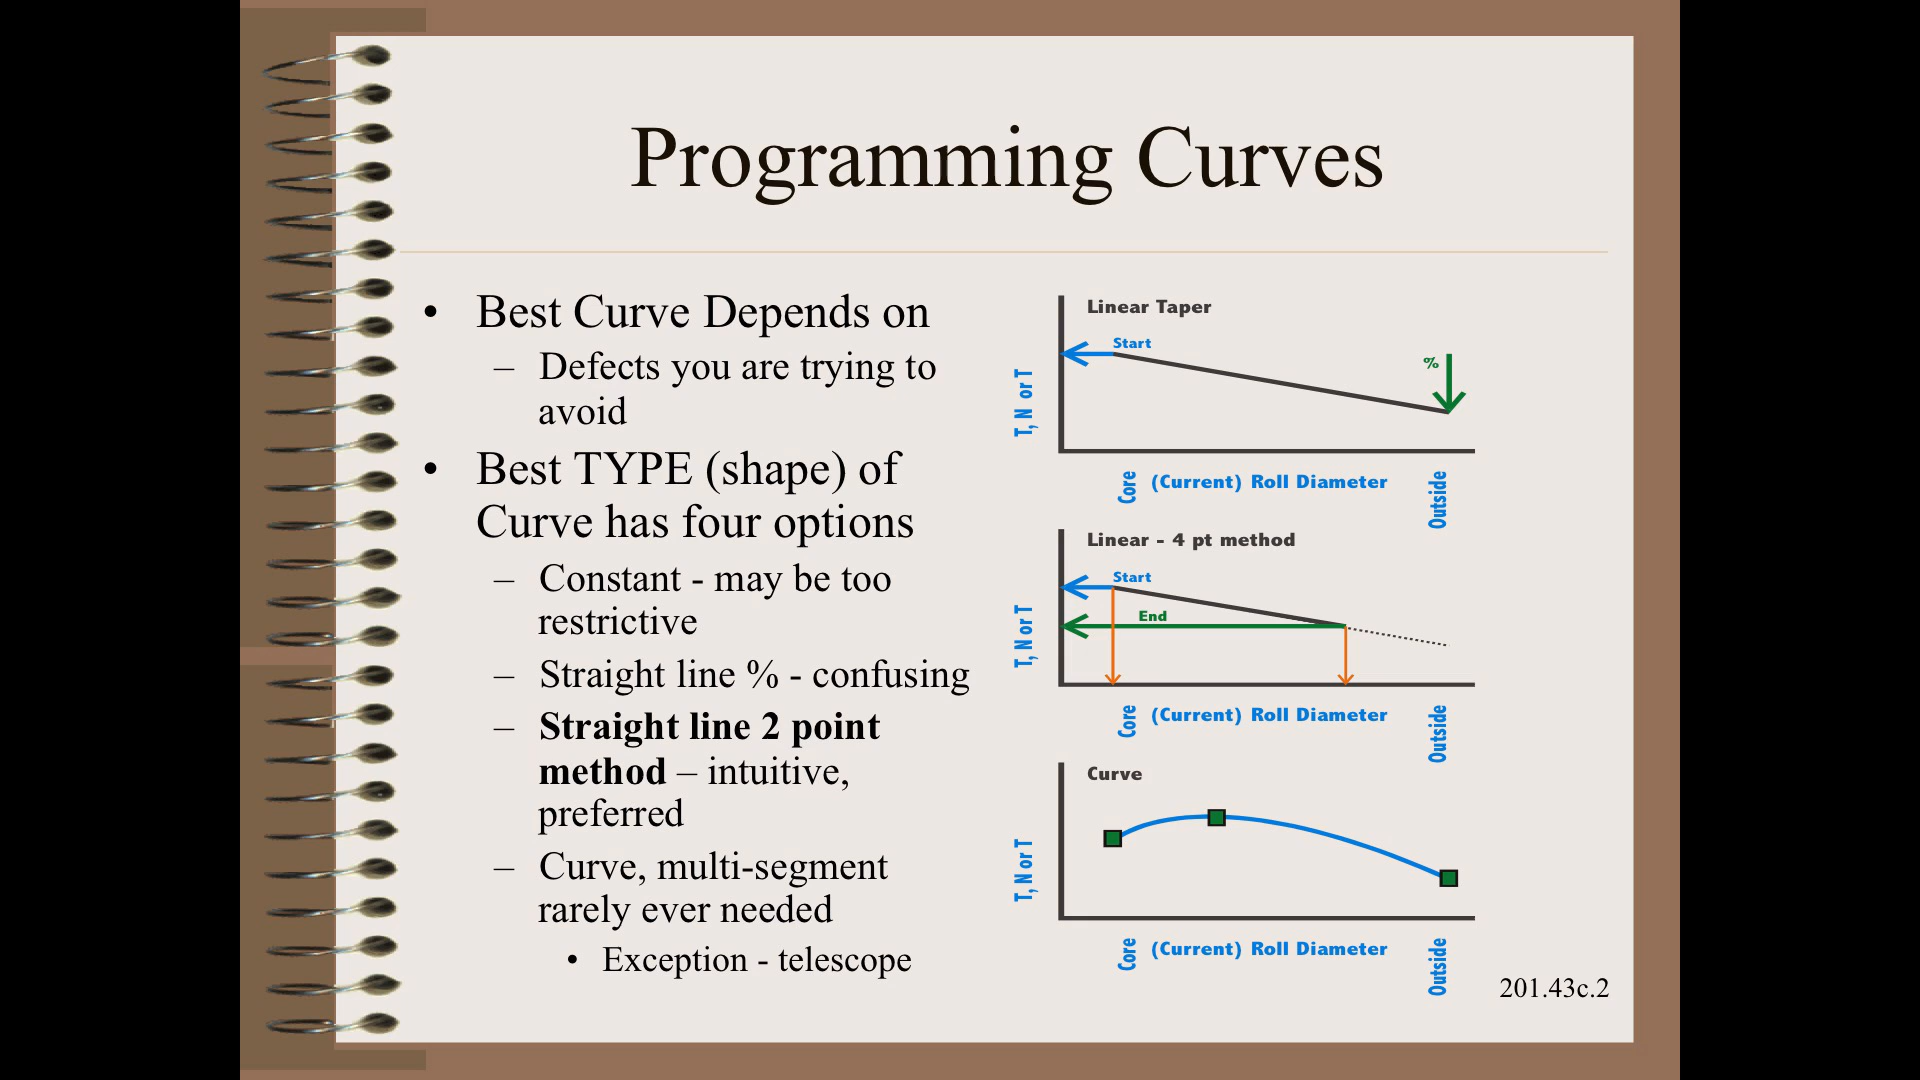 Programming Curves
• Best Curve Depends on
– Defects you are trying to
avoid
• Best TYPE (shape) of
Curve has four options
– Constant - may be too
restrictive
– Straight line % - confusing
– Straight line 2 point
method – intuitive,
preferred
– Curve, multi-segment
rarely ever needed
• Exception - telescope
Linear Taper
Start
%
T, N or T
Core
(Current) Roll Diameter
Outside
Linear - 4 pt method
Start
End
T, N or T
Core
(Current) Roll Diameter
Outside
Curve
T, N or T
Core
(Current) Roll Diameter
Outside
201.43c.2